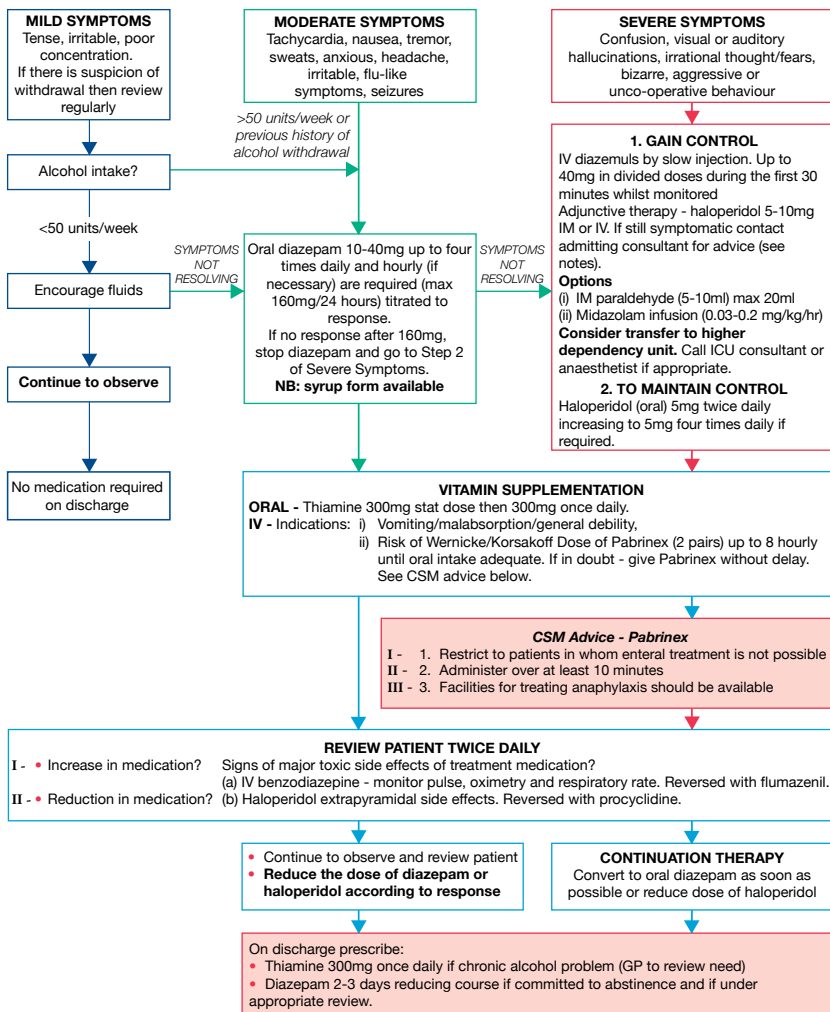 MILD SYMPTOMS
Tense, irritable, poor
concentration.
If there is suspicion of
withdrawal then review
regularly
MODERATE SYMPTOMS
Tachycardia, nausea, tremor,
sweats, anxious, headache,
irritable, flu-like
symptoms, seizures
SEVERE SYMPTOMS
Confusion, visual or auditory
hallucinations, irrational thought/fears,
bizarre, aggressive or
unco-operative behaviour
>50 units/week or
previous history of
alcohol withdrawal
Alcohol intake?
<50 units/week
Encourage fluids
Continue to observe
No medication required
on discharge
SYMPTOMS
NOT
RESOLVING
Oral diazepam 10-40mg up to four
times daily and hourly (if
necessary) are required (max
160mg/24 hours) titrated to
response.
If no response after 160mg,
stop diazepam and go to Step 2
of Severe Symptoms.
NB: syrup form available
SYMPTOMS
NOT
RESOLVING
1. GAIN CONTROL
IV diazemuls by slow injection. Up to
40mg in divided doses during the first 30
minutes whilst monitored
Adjunctive therapy - haloperidol 5-10mg
IM or IV. If still symptomatic contact
admitting consultant for advice (see
notes).
Options
(i) IM paraldehyde (5-10ml) max 20ml
(ii) Midazolam infusion (0.03-0.2 mg/kg/hr)
Consider transfer to higher
dependency unit. Call ICU consultant or
anaesthetist if appropriate.
2. TO MAINTAIN CONTROL
Haloperidol (oral) 5mg twice daily
increasing to 5mg four times daily if
required.
VITAMIN SUPPLEMENTATION
ORAL - Thiamine 300mg stat dose then 300mg once daily.
IV - Indications: i) Vomiting/malabsorption/general debility,
ii) Risk of Wernicke/Korsakoff Dose of Pabrinex (2 pairs) up to 8 hourly
until oral intake adequate. If in doubt - give Pabrinex without delay.
See CSM advice below.
CSM Advice - Pabrinex
I - 1. Restrict to patients in whom enteral treatment is not possible
II - 2. Administer over at least 10 minutes
III - 3. Facilities for treating anaphylaxis should be available
REVIEW PATIENT TWICE DAILY
I - • Increase in medication? Signs of major toxic side effects of treatment medication?
(a) IV benzodiazepine - monitor pulse, oximetry and respiratory rate. Reversed with flumazenil.
II - • Reduction in medication? (b) Haloperidol extrapyramidal side effects. Reversed with procyclidine.
• Continue to observe and review patient
• Reduce the dose of diazepam or
haloperidol according to response
CONTINUATION THERAPY
Convert to oral diazepam as soon as
possible or reduce dose of haloperidol
On discharge prescribe:
• Thiamine 300mg once daily if chronic alcohol problem (GP to review need)
• Diazepam 2-3 days reducing course if committed to abstinence and if under
appropriate review.